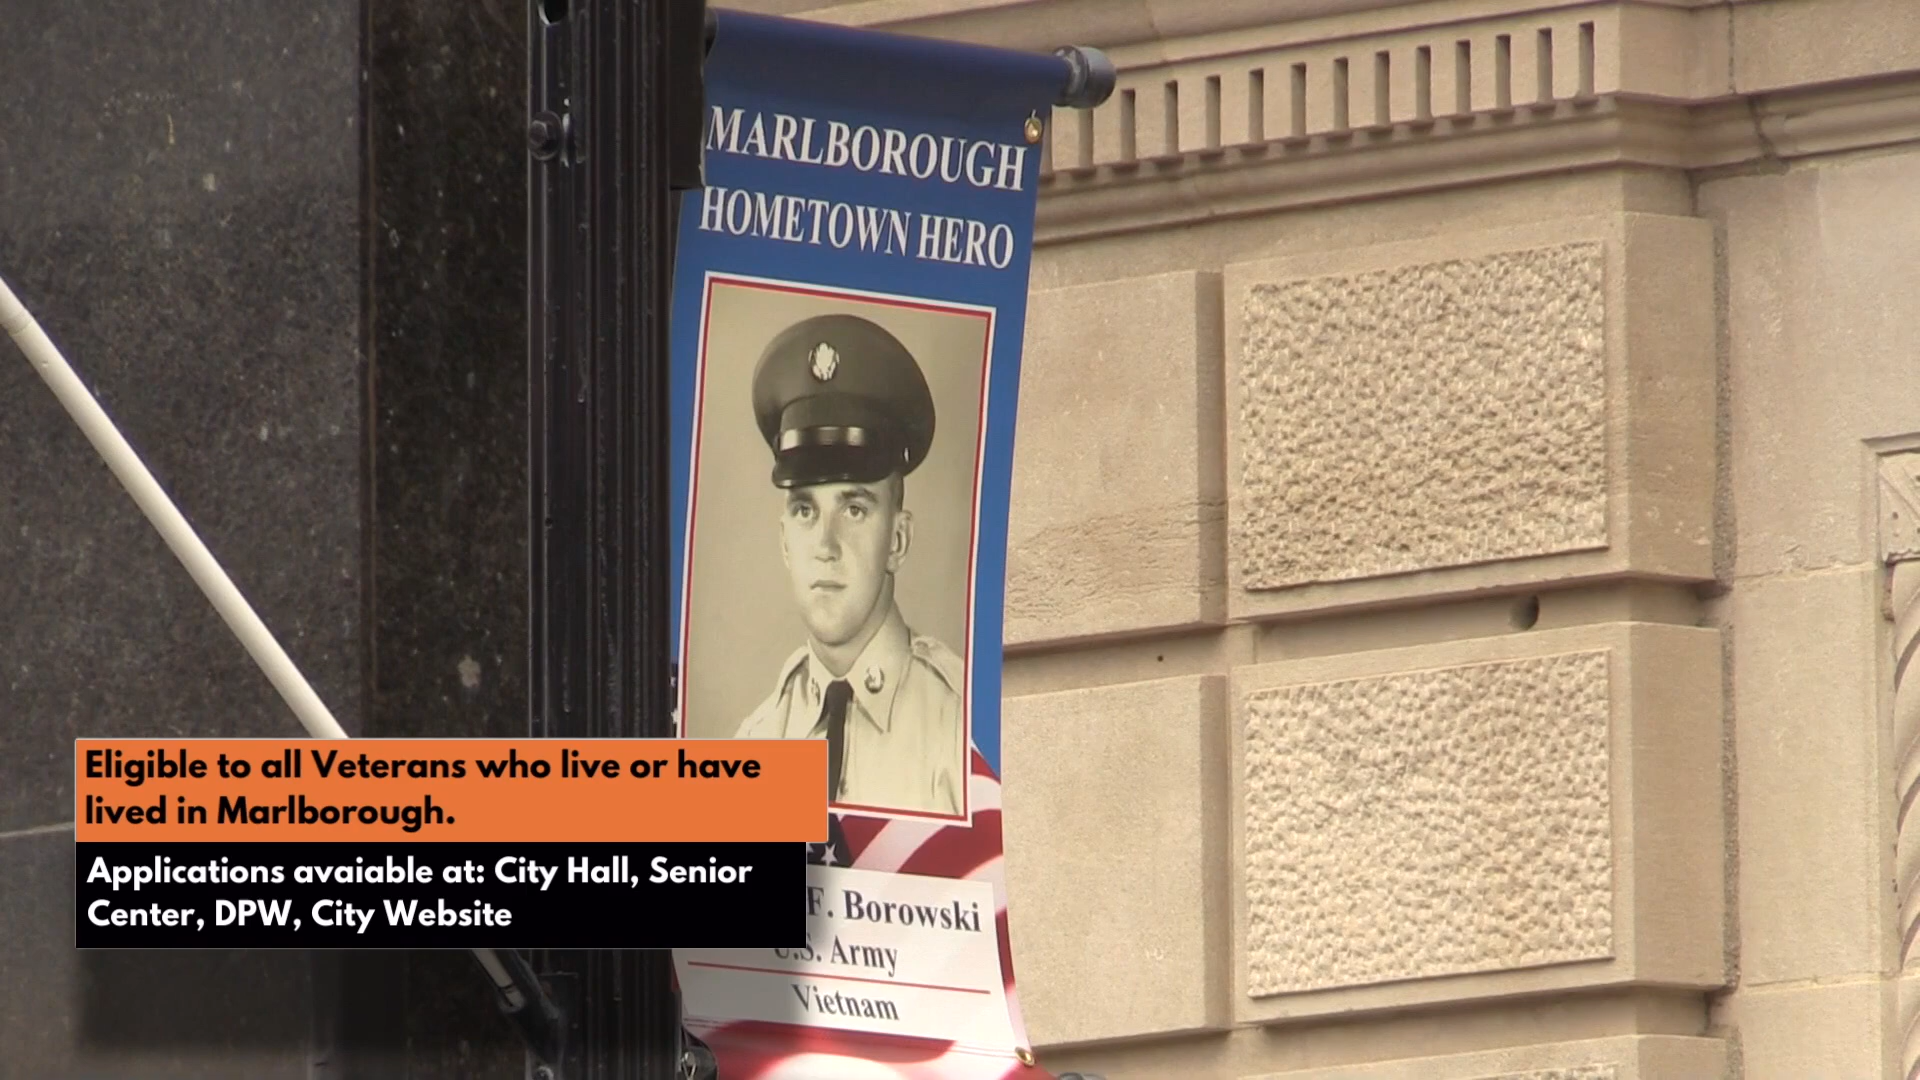 MARLBOROUGH
HOMETOWN HERO
Eligible to all Veterans who live or have
lived in Marlborough.
Applications avaiable at: City Hall, Senior
Center, DPW, City Website
F. Borowski
U.S. Army
Vietnam